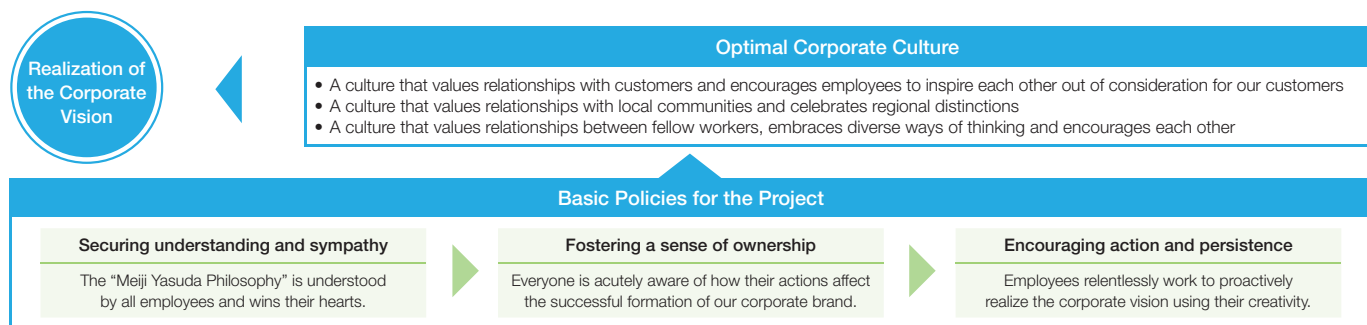 Realization of
the Corporate
Vision
Optimal Corporate Culture
• A culture that values relationships with customers and encourages employees to inspire each other out of consideration for our customers
• A culture that values relationships with local communities and celebrates regional distinctions
• A culture that values relationships between fellow workers, embraces diverse ways of thinking and encourages each other
Basic Policies for the Project
Securing understanding and sympathy
The “Meiji Yasuda Philosophy” is understood
by all employees and wins their hearts.
Fostering a sense of ownership
Everyone is acutely aware of how their actions affect
the successful formation of our corporate brand.
Encouraging action and persistence
Employees relentlessly work to proactively
realize the corporate vision using their creativity.